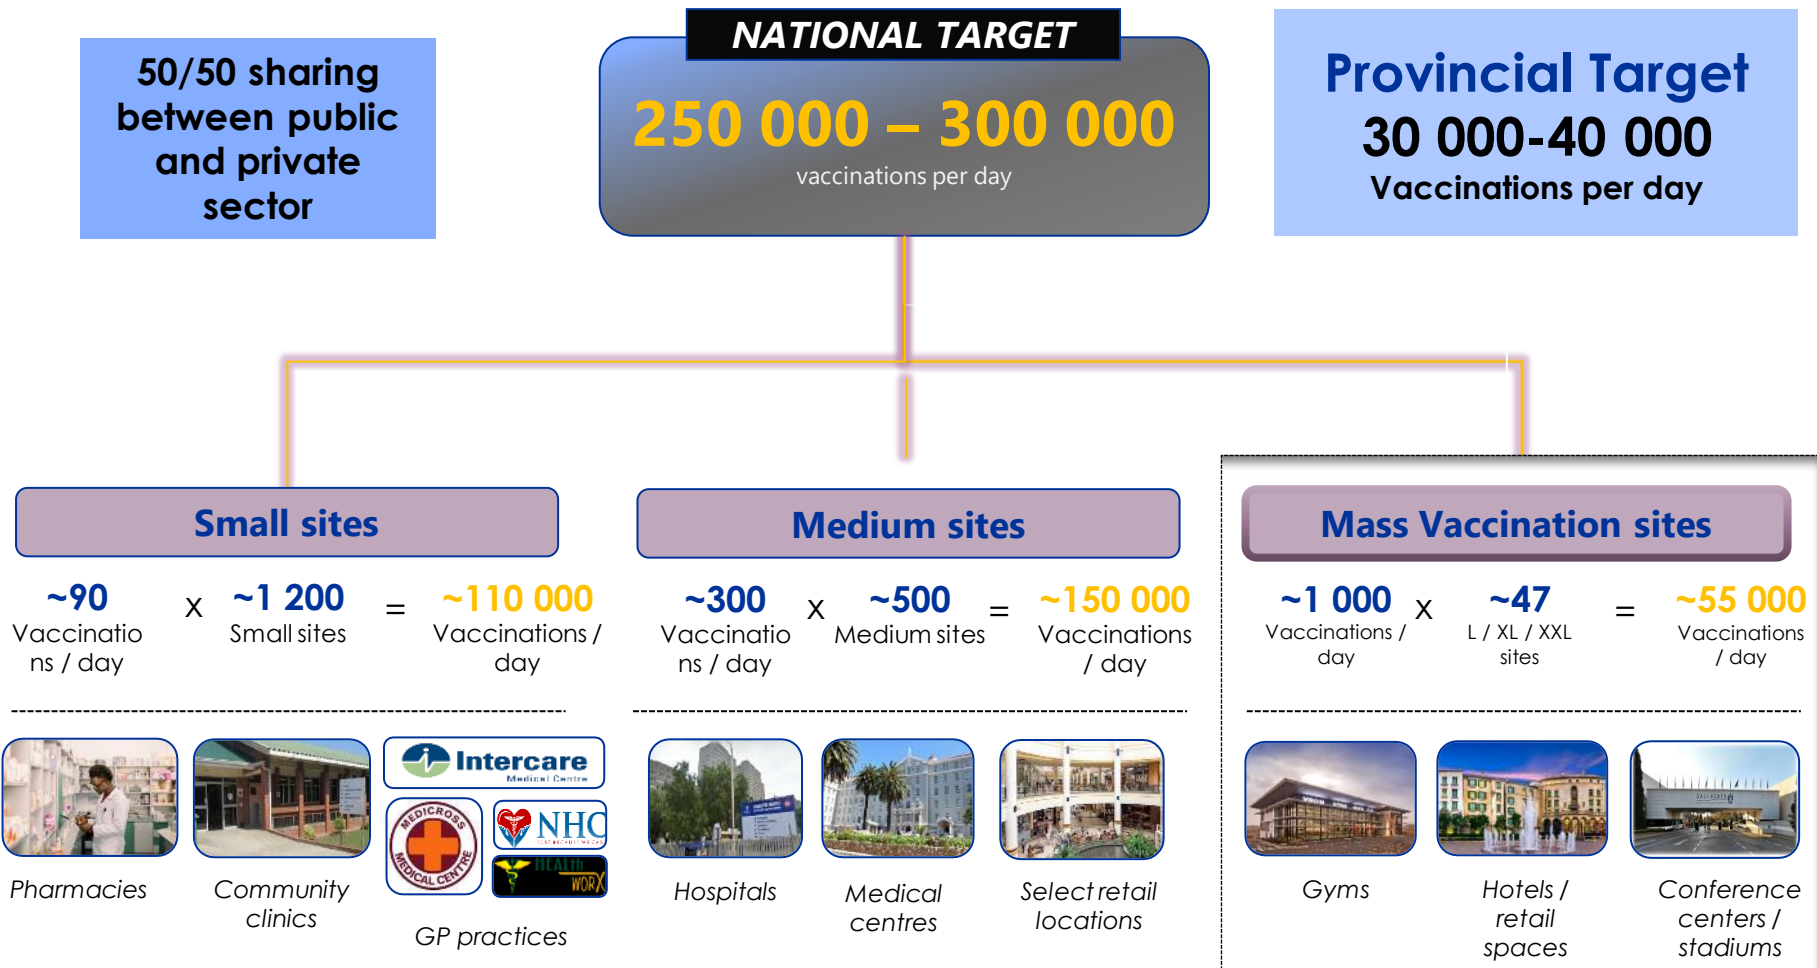 NATIONAL TARGET
50/50 sharing
between public
and private
sector
250 000 – 300 000
vaccinations per day
Provincial Target
30 000-40 000
Vaccinations per day
Small sites
~90
Vaccinatio
ns / day
X
~1 200
Small sites
=
~110 000
Vaccinations /
day
Medium sites
~300
Vaccinatio
ns / day
X
~500
Medium sites
=
~150 000
Vaccinations
/ day
Mass Vaccination sites
~1 000
Vaccinations /
day
X
~47
L / XL / XXL
sites
=
~55 000
Vaccinations
/ day
Pharmacies
Community
clinics
Intercare
Medical Centre
MEDICROSS
MEDICAL CENTRE
NHC
JUST BECAUSE WE CARE
HEALth
WORX
GP practices
Hospitals
Medical
centres
Select retail
locations
Gyms
Hotels /
retail
spaces
GALLAGHER
Conference
centers /
stadiums